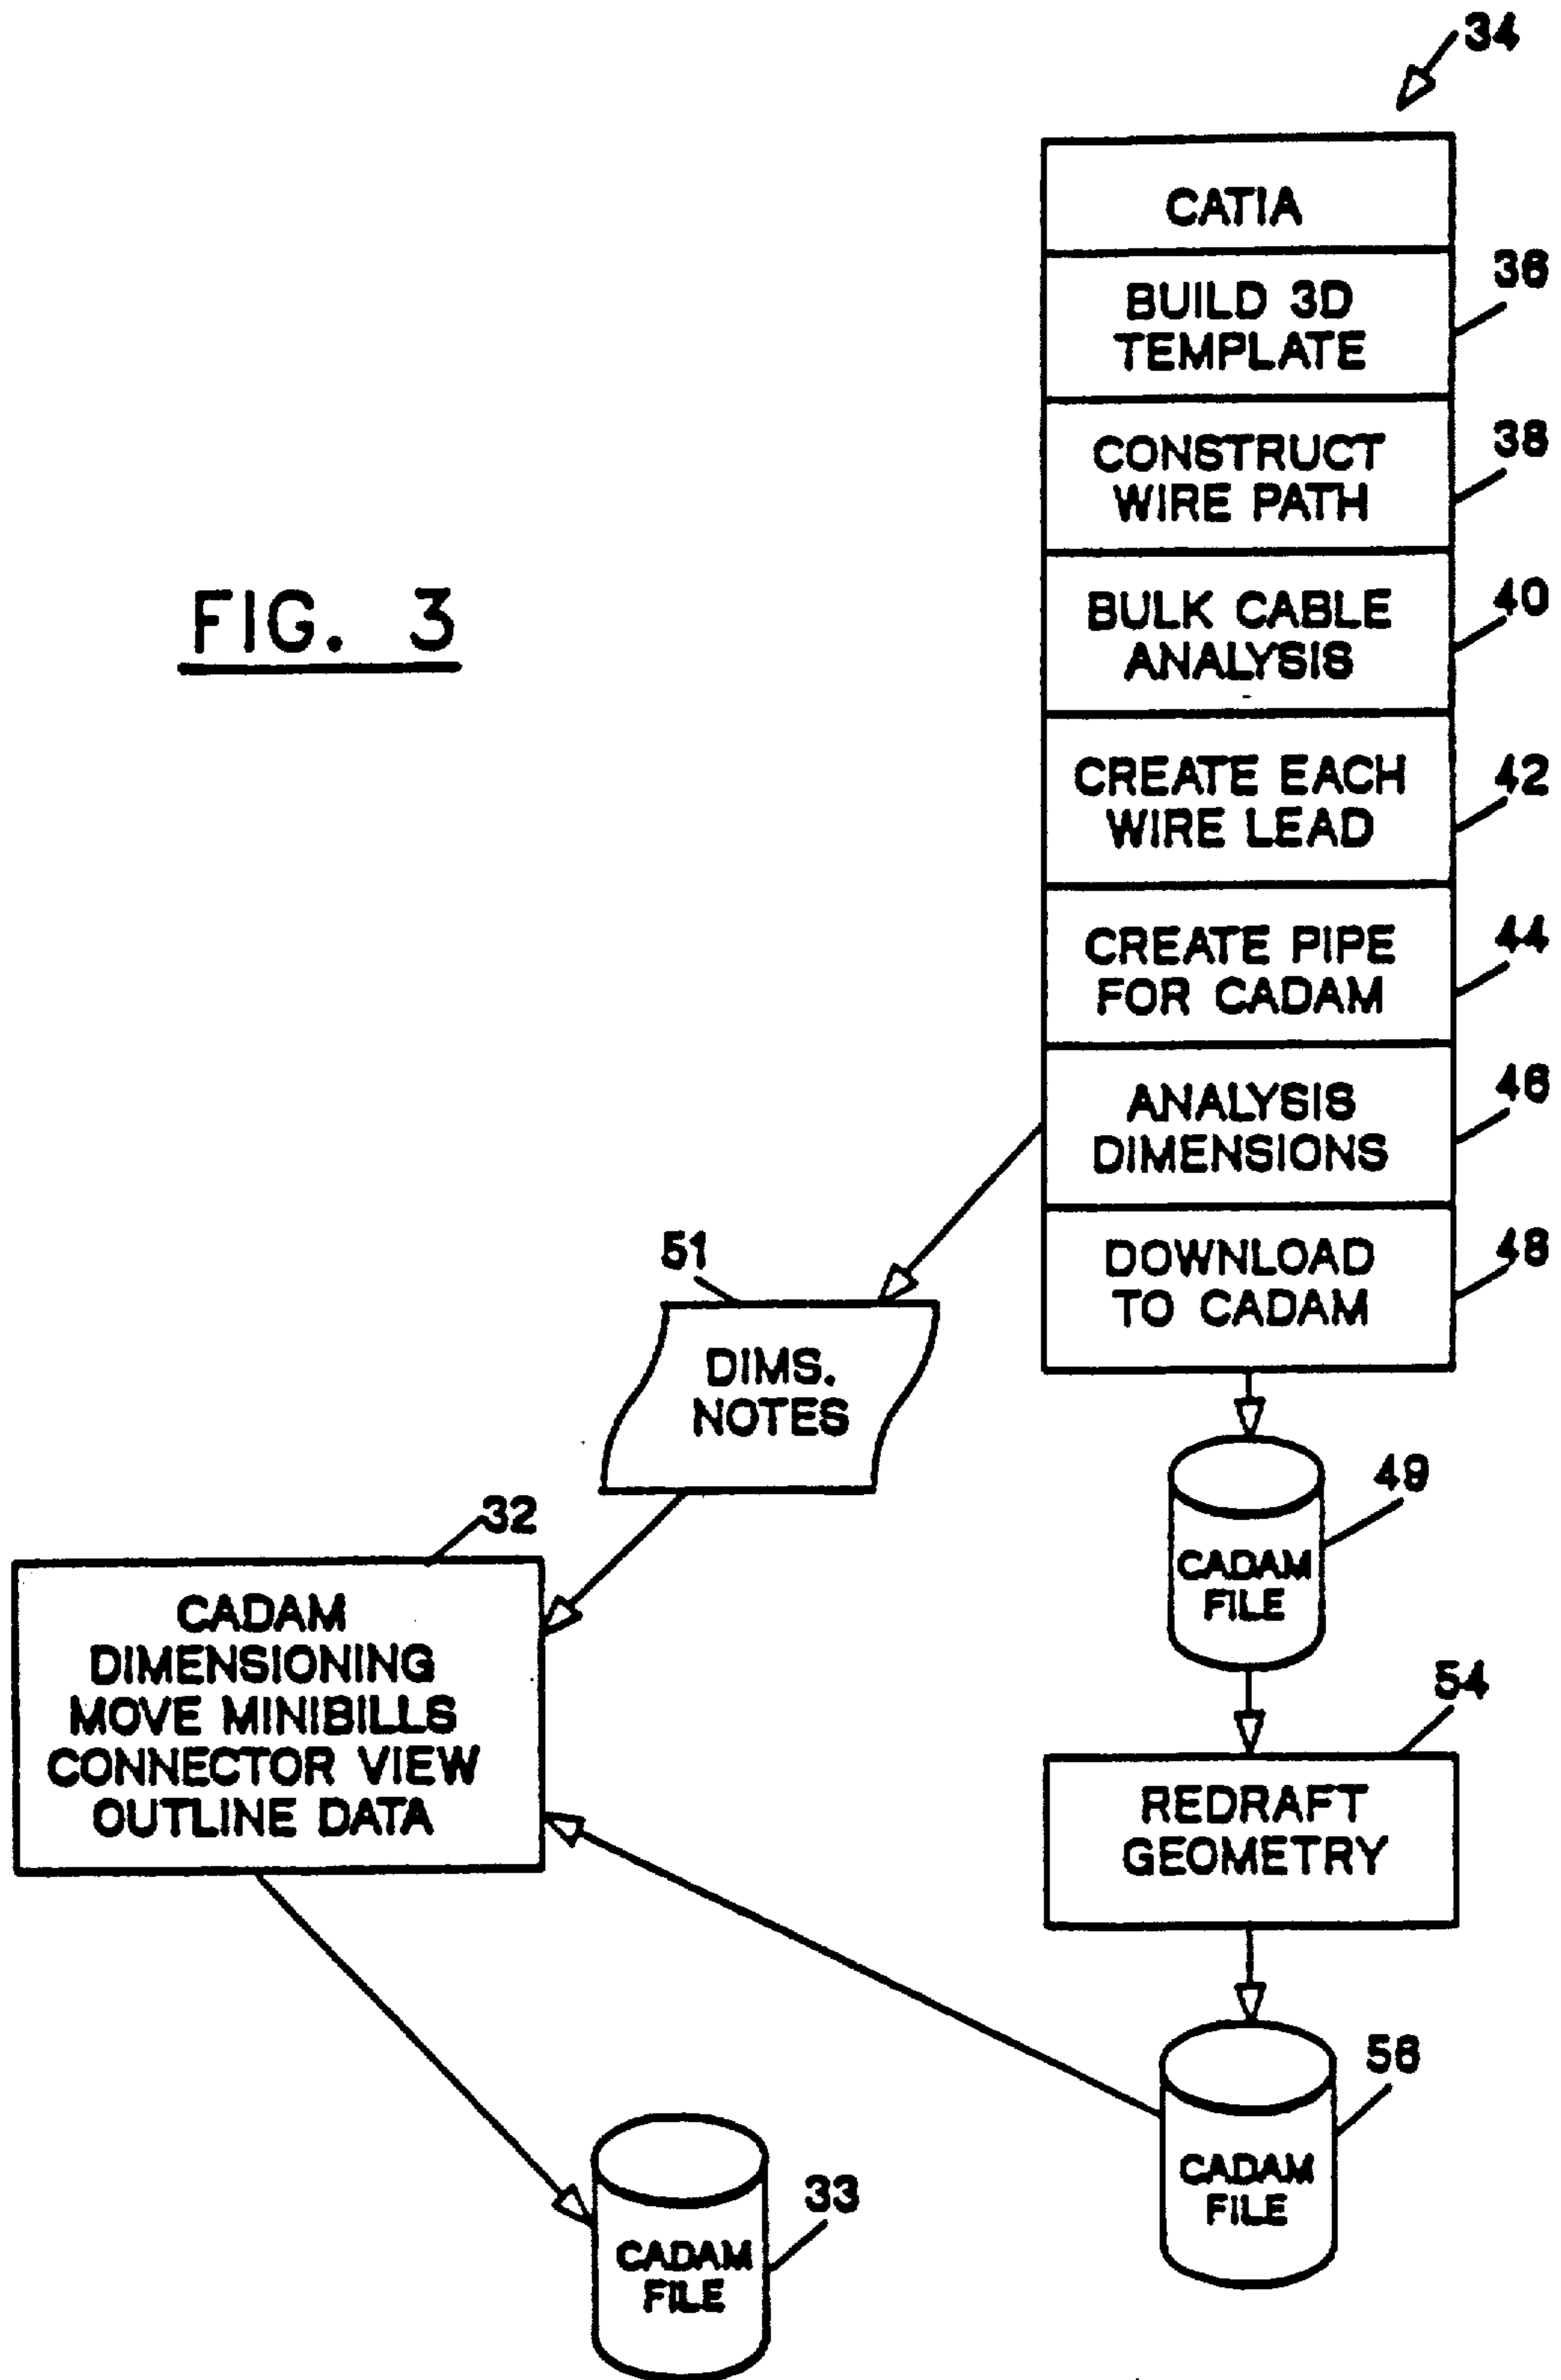 34
CATIA
BUILD 3D
TEMPLATE
36
CONSTRUCT
WIRE PATH
38
FIG. 3
BULK CABLE
ANALYSIS
40
CREATE EACH
WIRE LEAD
42
CREATE PIPE
FOR CADAM
44
ANALYSIS
DIMENSIONS
46
DOWNLOAD
TO CADAM
48
51
DIMS.
NOTES
49
CADAM
FILE
32
CADAM
DIMENSIONING
MOVE MINIBILLS
CONNECTOR VIEW
OUTLINE DATA
54
REDRAFT
GEOMETRY
56
CADAM
FILE
33
CADAM
FILE